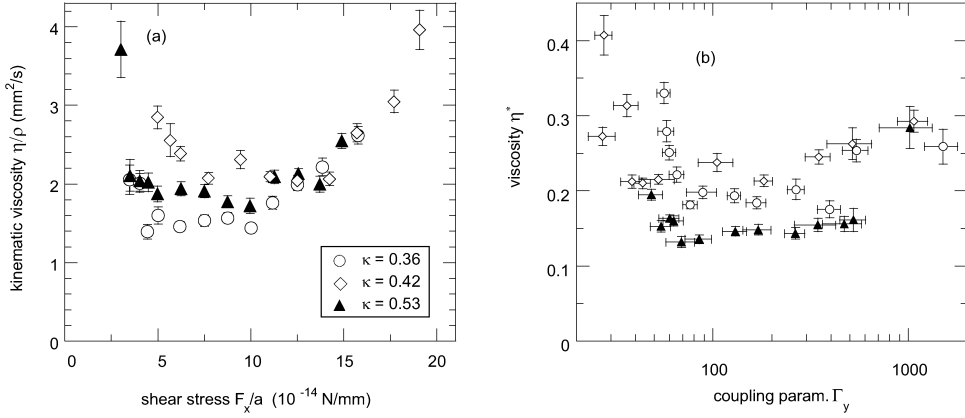 (a)
4
3
2
1
0
0
5
10
15
20
kinematic viscosity η/ρ (mm²/s)
shear stress Fₓ/a (10 ⁻¹⁴ N/mm)
κ = 0.36
κ = 0.42
κ = 0.53
(b)
0.4
0.3
0.2
0.1
0
100
1000
viscosity η*
coupling param. Γ_y